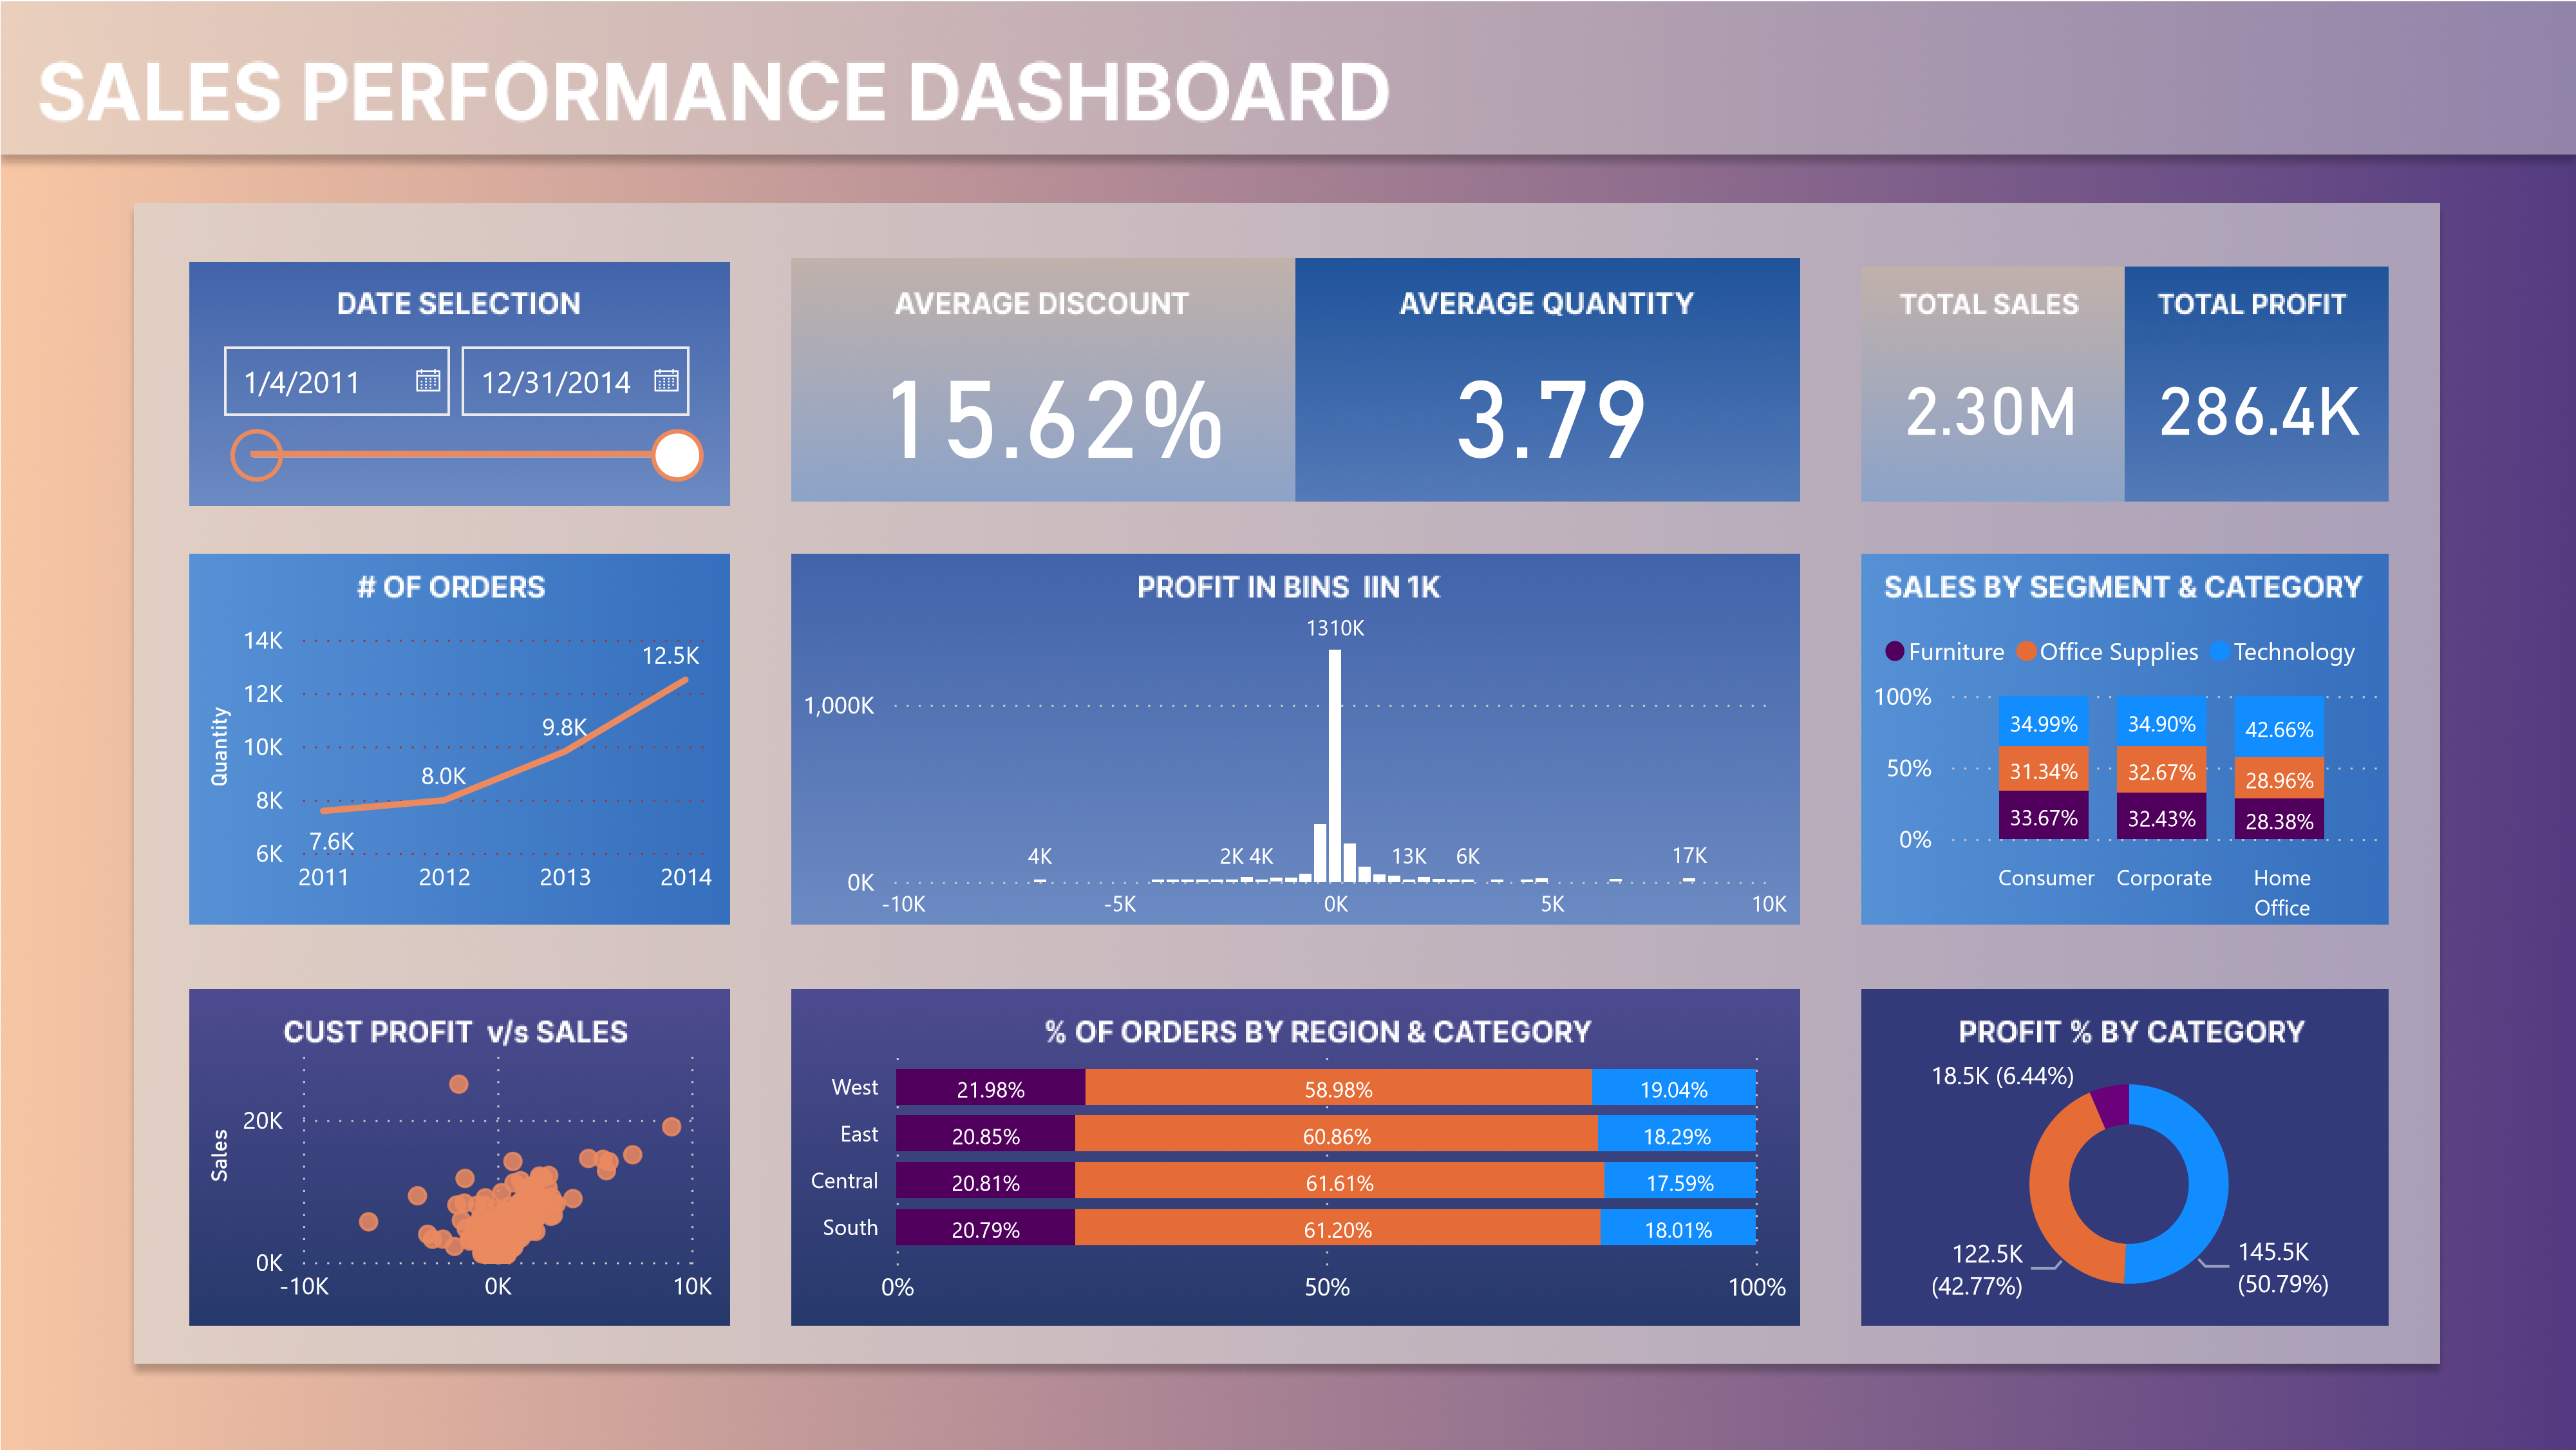 SALES PERFORMANCE DASHBOARD
DATE SELECTION
1/4/2011
12/31/2014
AVERAGE DISCOUNT
15.62%
AVERAGE QUANTITY
3.79
TOTAL SALES
2.30M
TOTAL PROFIT
286.4K
# OF ORDERS
Quantity
14K
12K
10K
8K
6K
7.6K
8.0K
9.8K
12.5K
2011 2012 2013 2014
PROFIT IN BINS IIN 1K
1310K
1,000K
4K 2K 4K 13K 6K 17K
0K
-10K -5K 0K 5K 10K
SALES BY SEGMENT & CATEGORY
Furniture Office Supplies Technology
100%
50%
0%
34.99% 34.90% 42.66%
31.34% 32.67% 28.96%
33.67% 32.43% 28.38%
Consumer Corporate Home
Office
CUST PROFIT v/s SALES
Sales
20K
0K
-10K 0K 10K
% OF ORDERS BY REGION & CATEGORY
West 21.98% 58.98% 19.04%
East 20.85% 60.86% 18.29%
Central 20.81% 61.61% 17.59%
South 20.79% 61.20% 18.01%
0% 50% 100%
PROFIT % BY CATEGORY
18.5K (6.44%)
122.5K
(42.77%)
145.5K
(50.79%)